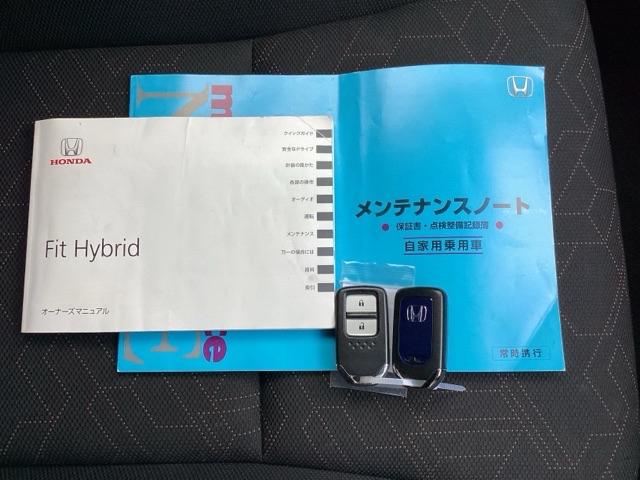 HONDA
Fit Hybrid
オーナーズマニュアル
クイックガイド
安全なドライブ
計器の見かた
各部の操作
オーディオ
運転
メンテナンス
万一の場合には
資料
索引
メンテナンスノート
保証書・点検整備記録簿
自家用乗用車
常時携行